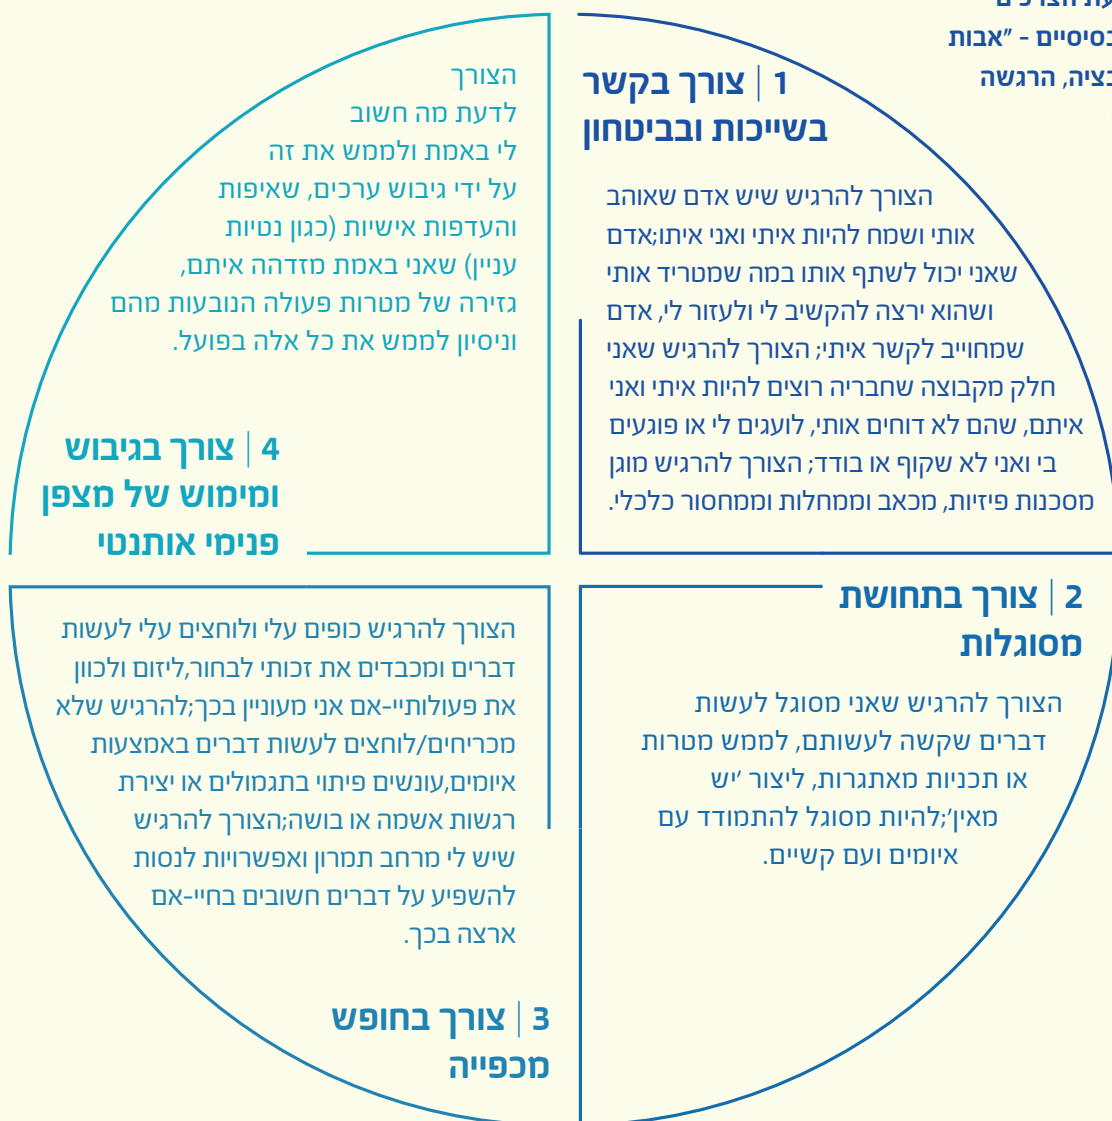 בסיסיים - "אבות
הרגשה
1 | צורך בקשר
בשייכות ובביטחון
הצורך להרגיש שיש אדם שאוהב
אותי ושמח להיות איתי ואני איתו;אדם
שאני יכול לשתף אותו במה שמטריד אותי
ושהוא ירצה להקשיב לי ולעזור לי, אדם
שמחוייב לקשר איתי; הצורך להרגיש שאני
חלק מקבוצה שחבריה רוצים להיות איתי ואני
איתם, שהם לא דוחים אותי, לועגים לי או פוגעים
בי ואני לא שקוף או בודד; הצורך להרגיש מוגן
מסכנות פיזיות, מכאב וממחלות וממחסור כלכלי.
2 | צורך בתחושת
מסוגלות
הצורך להרגיש שאני מסוגל לעשות
דברים שקשה לעשותם, לממש מטרות
או תכניות מאתגרות, ליצור 'יש
מאין';להיות מסוגל להתמודד עם
איומים ועם קשיים.
הצורך להרגיש כופים עלי ולוחצים עלי לעשות
דברים ומכבדים את זכותי לבחור,ליזום ולכוון
את פעולותיי-אם אני מעוניין בכך;להרגיש שלא
מכריחים/לוחצים לעשות דברים באמצעות
איומים,עונשים פיתוי בתגמולים או יצירת
רגשות אשמה או בושה;הצורך להרגיש
שיש לי מרחב תמרון ואפשרויות לנסות
להשפיע על דברים חשובים בחיי-אם
ארצה בכך.
3 | צורך בחופש
מכפייה
הצורך
לדעת מה חשוב
לי באמת ולממש את זה
על ידי גיבוש ערכים, שאיפות
והעדפות אישיות (כגון נטיות
עניין) שאני באמת מזדהה איתם,
גזירה של מטרות פעולה הנובעות מהם
וניסיון לממש את כל אלה בפועל.
4 | צורך בגיבוש
ומימוש של מצפן
פנימי אותנטי